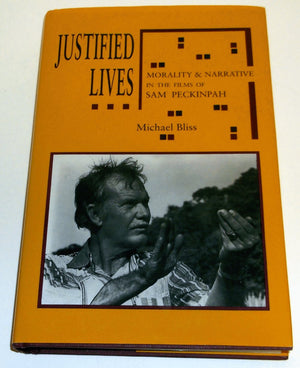 JUSTIFIED
LIVES
MORALITY & NARRATIVE
IN THE FILMS OF
SAM PECKINPAH
Michael Bliss